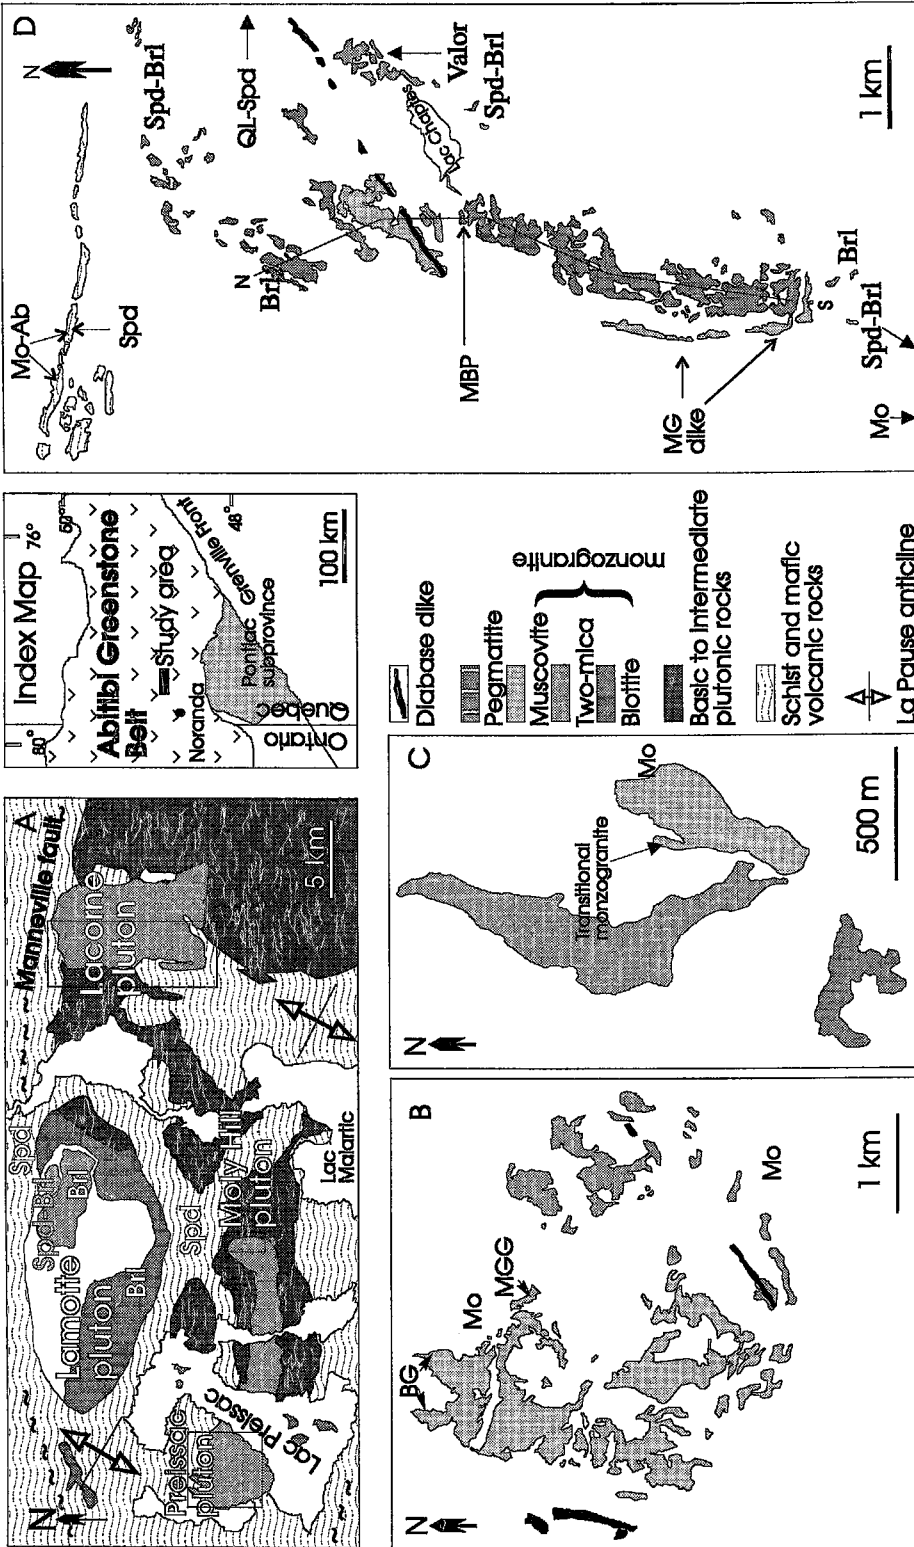 A
N
Manneville fault
Lacorne
pluton
5 km
Spd
Spd-Brl
Brl
Lamotte
pluton
Brl
Spd
Moly Hill
pluton
Lac
Malartic
Preissac
pluton
Lac Preissac
Index Map
80°
76°
50°
48°
Abitibi Greenstone
Belt
Study area
Noranda
Pontiac
subprovince
Grenville Front
Ontario
Quebec
100 km
D
N
Mo-Ab
Spd
Spd-Brl
QL-Spd
N
Brl
Lac Chaptes
Valor
Spd-Brl
MBP
MG
dike
S
Brl
Spd-Brl
Mo
1 km
B
N
BG
Mo
MGG
Mo
1 km
C
N
Transitional
monzogranite
Mo
500 m
Diabase dike
Pegmatite
Muscovite
Two-mica
Biotite
monzogranite
Basic to intermediate
plutonic rocks
Schist and mafic
volcanic rocks
La Pause anticline